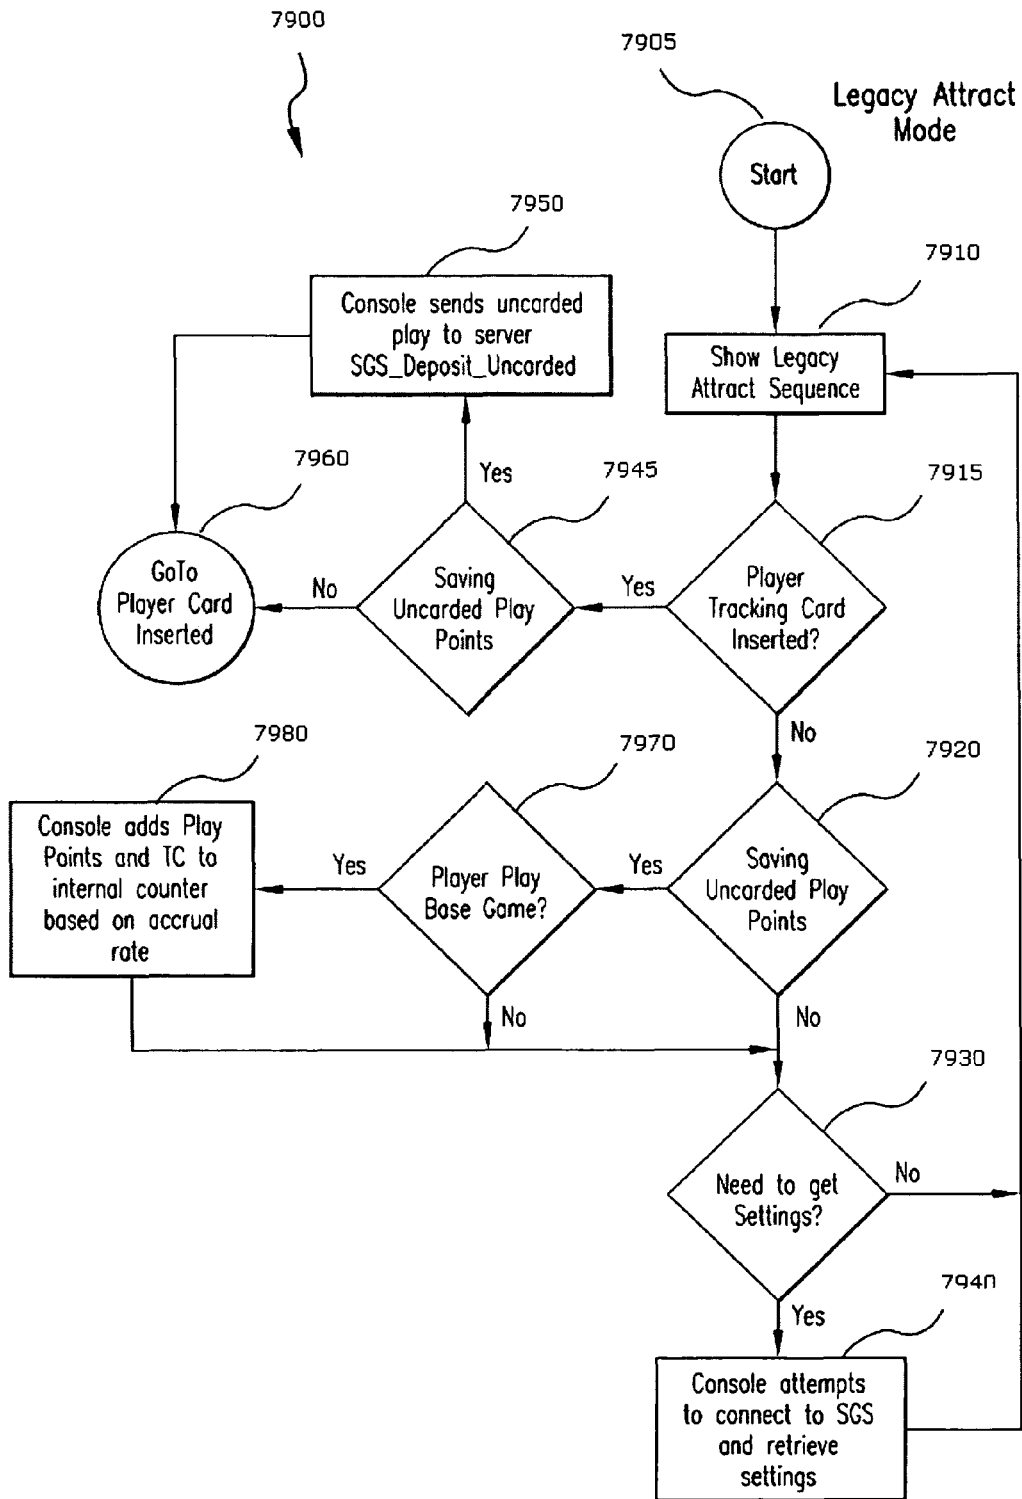 7900
7905
Legacy Attract
Mode
Start
7950
7910
Console sends uncarded
play to server
SGS_Deposit_Uncarded
Show Legacy
Attract Sequence
7960
Yes
7945
7915
GoTo
Player Card
Inserted
No
Saving
Uncarded Play
Points
Yes
Player
Tracking Card
Inserted?
No
7980
7970
7920
Console adds Play
Points and TC to
internal counter
based on accrual
rate
Yes
Player Play
Base Game?
Yes
Saving
Uncarded Play
Points
No
No
7930
Need to get
Settings?
No
7940
Yes
Console attempts
to connect to SGS
and retrieve
settings